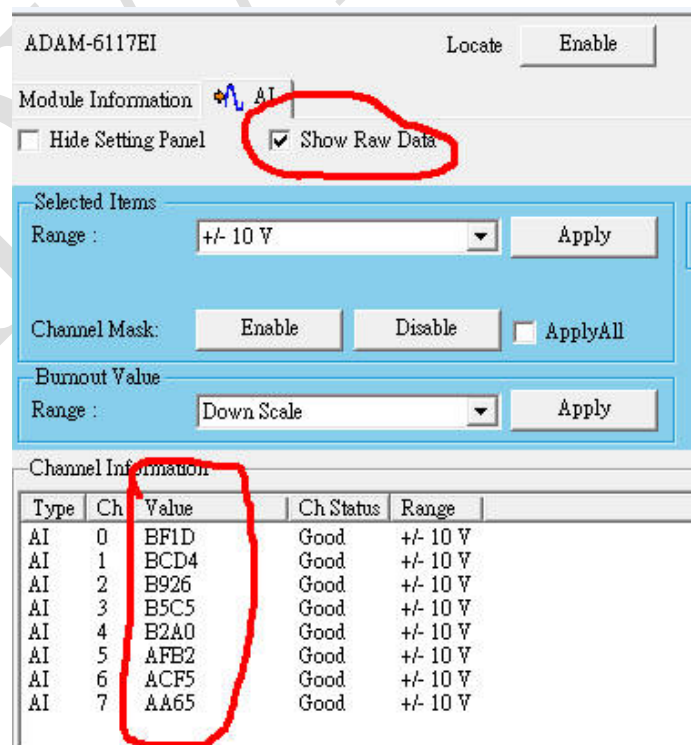 ADAM-6117EI Locate Enable
Module Information AI
Hide Setting Panel Show Raw Data
Selected Items
Range : +/- 10 V Apply
Channel Mask: Enable Disable ApplyAll
Burnout Value
Range : Down Scale Apply
Channel Information
Type Ch Value Ch Status Range
AI 0 BF1D Good +/- 10 V
AI 1 BCD4 Good +/- 10 V
AI 2 B926 Good +/- 10 V
AI 3 B5C5 Good +/- 10 V
AI 4 B2A0 Good +/- 10 V
AI 5 AFB2 Good +/- 10 V
AI 6 ACF5 Good +/- 10 V
AI 7 AA65 Good +/- 10 V